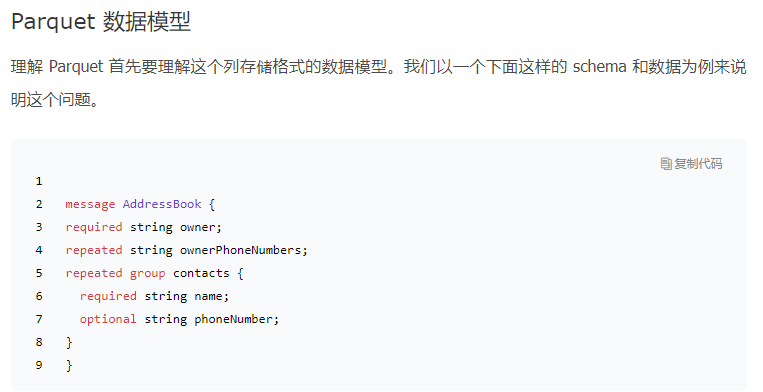 Parquet 数据模型
理解 Parquet 首先要理解这个列存储格式的数据模型。我们以一个下面这样的 schema 和数据为例来说
明这个问题。
复制代码
1
2 message AddressBook {
3 required string owner;
4 repeated string ownerPhoneNumbers;
5 repeated group contacts {
6   required string name;
7   optional string phoneNumber;
8 }
9 }